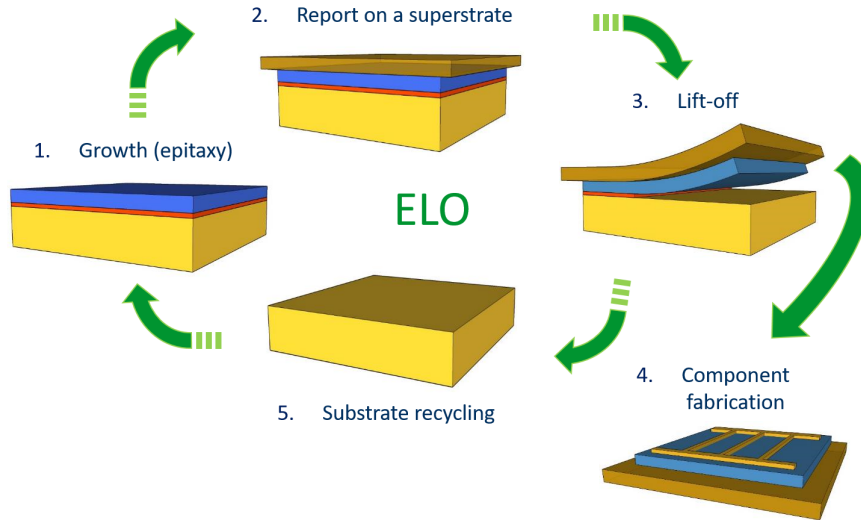 2. Report on a superstrate
3. Lift-off
1. Growth (epitaxy)
ELO
4. Component
fabrication
5. Substrate recycling